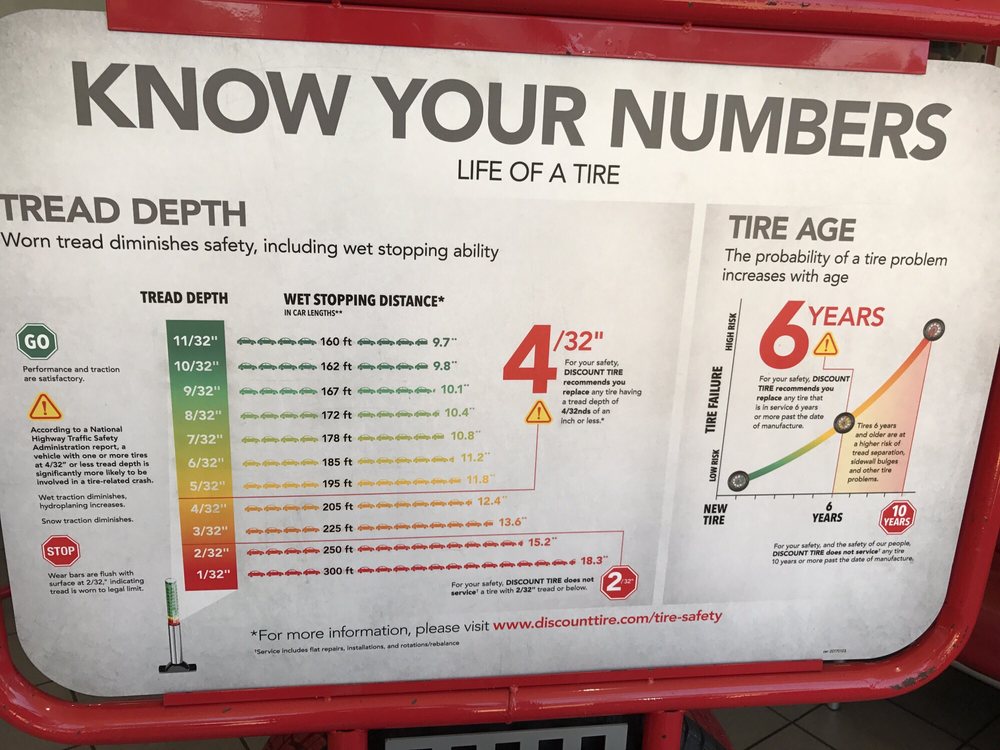 KNOW YOUR NUMBERS
LIFE OF A TIRE
TREAD DEPTH
Worn tread diminishes safety, including wet stopping ability
TREAD DEPTH
WET STOPPING DISTANCE*
IN CAR LENGTHS**
GO
Performance and traction
are satisfactory.
According to a National
Highway Traffic Safety
Administration report, a
vehicle with one or more tires
at 4/32" or less tread depth is
significantly more likely to be
involved in a tire-related crash.
Wet traction diminishes,
hydroplaning increases.
Snow traction diminishes.
STOP
Wear bars are flush with
surface at 2/32," indicating
tread is worn to legal limit.
11/32" 160 ft 9.7**
10/32" 162 ft 9.8**
9/32" 167 ft 10.1**
8/32" 172 ft 10.4**
7/32" 178 ft 10.8**
6/32" 185 ft 11.2**
5/32" 195 ft 11.8**
4/32" 205 ft 12.4**
3/32" 225 ft 13.6**
2/32" 250 ft 15.2**
1/32" 300 ft 18.3**
4/32"
For your safety,
DISCOUNT TIRE
recommends you
replace any tire having
a tread depth of
4/32nds of an
inch or less.*
For your safety, DISCOUNT TIRE does not
service† a tire with 2/32" tread or below.
2/32"
*For more information, please visit www.discounttire.com/tire-safety
†Service includes flat repairs, installations, and rotations/rebalance
TIRE AGE
The probability of a tire problem
increases with age
HIGH RISK
TIRE FAILURE
LOW RISK
6 YEARS
For your safety, DISCOUNT
TIRE recommends you
replace any tire that
is in service 6 years
or more past the date
of manufacture.
Tires 6 years
and older are at
a higher risk of
tread separation,
sidewall bulges
and other tire
problems.
NEW
TIRE
6
YEARS
10
YEARS
For your safety, and the safety of our people,
DISCOUNT TIRE does not service† any tire
10 years or more past the date of manufacture.